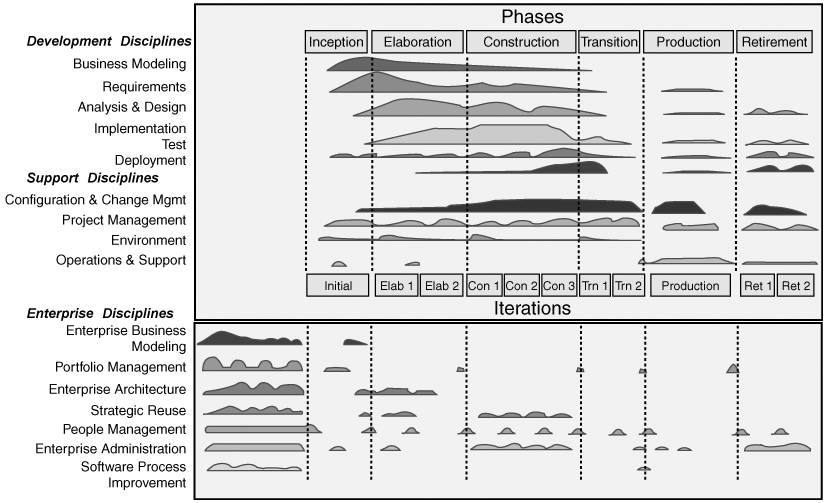 Phases
Development Disciplines
Inception Elaboration Construction Transition Production Retirement
Business Modeling
Requirements
Analysis & Design
Implementation
Test
Deployment
Support Disciplines
Configuration & Change Mgmt
Project Management
Environment
Operations & Support
Initial Elab 1 Elab 2 Con 1 Con 2 Con 3 Trn 1 Trn 2 Production Ret 1 Ret 2
Iterations
Enterprise Disciplines
Enterprise Business
Modeling
Portfolio Management
Enterprise Architecture
Strategic Reuse
People Management
Enterprise Administration
Software Process
Improvement